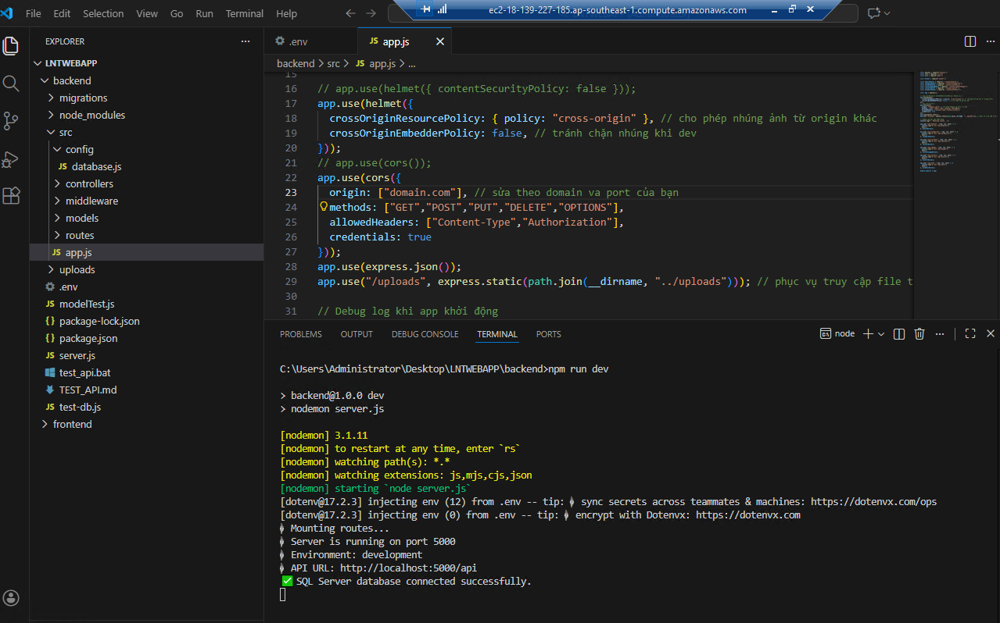 File Edit Selection View Go Run Terminal Help
ec2-18-139-227-185.ap-southeast-1.compute.amazonaws.com
EXPLORER
LNTWEBAPP
backend
migrations
node_modules
src
config
JS database.js
controllers
middleware
models
routes
JS app.js
uploads
.env
JS modelTest.js
{} package-lock.json
{} package.json
JS server.js
test_api.bat
TEST_API.md
JS test-db.js
frontend
.env
JS app.js
backend > src > JS app.js > ...
15
16 // app.use(helmet({ contentSecurityPolicy: false }));
17 app.use(helmet({
18 crossOriginResourcePolicy: { policy: "cross-origin" }, // cho phép nhúng ảnh từ origin khác
19 crossOriginEmbedderPolicy: false, // tránh chặn nhúng khi dev
20 }));
21 // app.use(cors());
22 app.use(cors({
23 origin: ["domain.com"], // sửa theo domain va port của bạn
24 methods: ["GET","POST","PUT","DELETE","OPTIONS"],
25 allowedHeaders: ["Content-Type","Authorization"],
26 credentials: true
27 }));
28 app.use(express.json());
29 app.use("/uploads", express.static(path.join(__dirname, "../uploads"))); // phục vụ truy cập file t
30
31 // Debug log khi app khởi động
PROBLEMS OUTPUT DEBUG CONSOLE TERMINAL PORTS
node
C:\Users\Administrator\Desktop\LNTWEBAPP\backend>npm run dev
> backend@1.0.0 dev
> nodemon server.js
[nodemon] 3.1.11
[nodemon] to restart at any time, enter `rs`
[nodemon] watching path(s): *.*
[nodemon] watching extensions: js,mjs,cjs,json
[nodemon] starting `node server.js`
[dotenv@17.2.3] injecting env (12) from .env -- tip: sync secrets across teammates & machines: https://dotenvx.com/ops
[dotenv@17.2.3] injecting env (0) from .env -- tip: encrypt with Dotenvx: https://dotenvx.com
Mounting routes...
Server is running on port 5000
Environment: development
API URL: http://localhost:5000/api
✅ SQL Server database connected successfully.